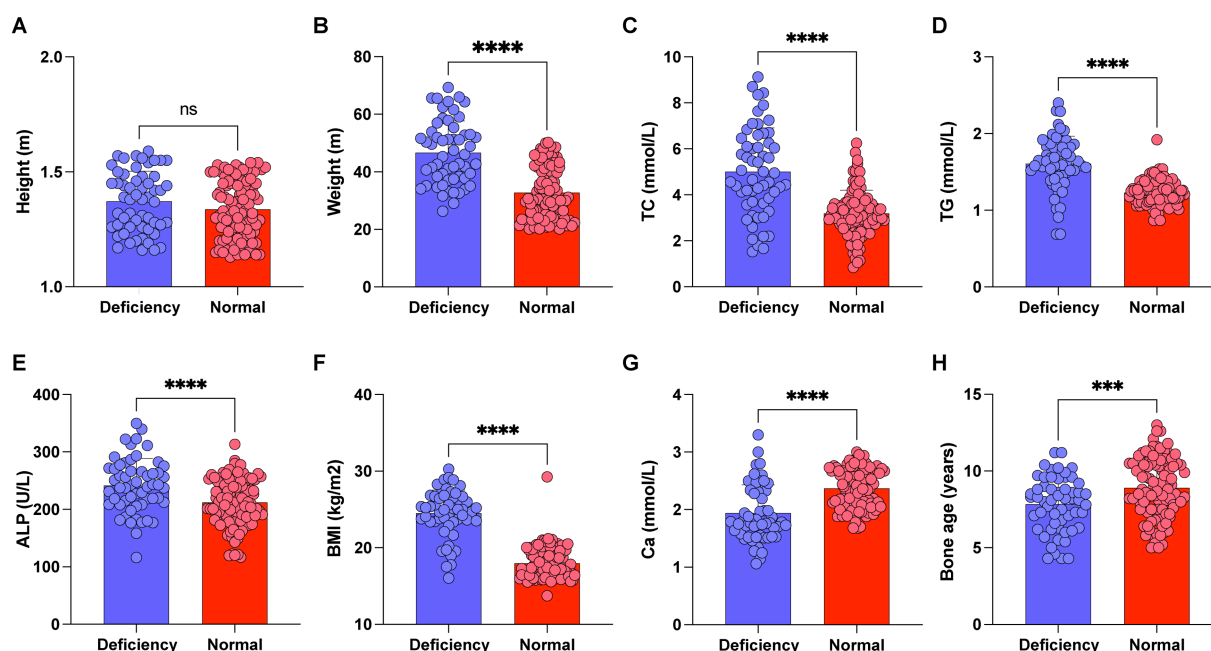 A
Height (m)
2.0
1.5
1.0
ns
Deficiency
Normal
B
Weight (m)
80
60
40
20
0
****
Deficiency
Normal
C
TC (mmol/L)
10
8
6
4
2
0
****
Deficiency
Normal
D
TG (mmol/L)
3
2
1
0
****
Deficiency
Normal
E
ALP (U/L)
400
300
200
100
0
****
Deficiency
Normal
F
BMI (kg/m2)
40
30
20
10
****
Deficiency
Normal
G
Ca (mmol/L)
4
3
2
1
0
****
Deficiency
Normal
H
Bone age (years)
15
10
5
0
***
Deficiency
Normal